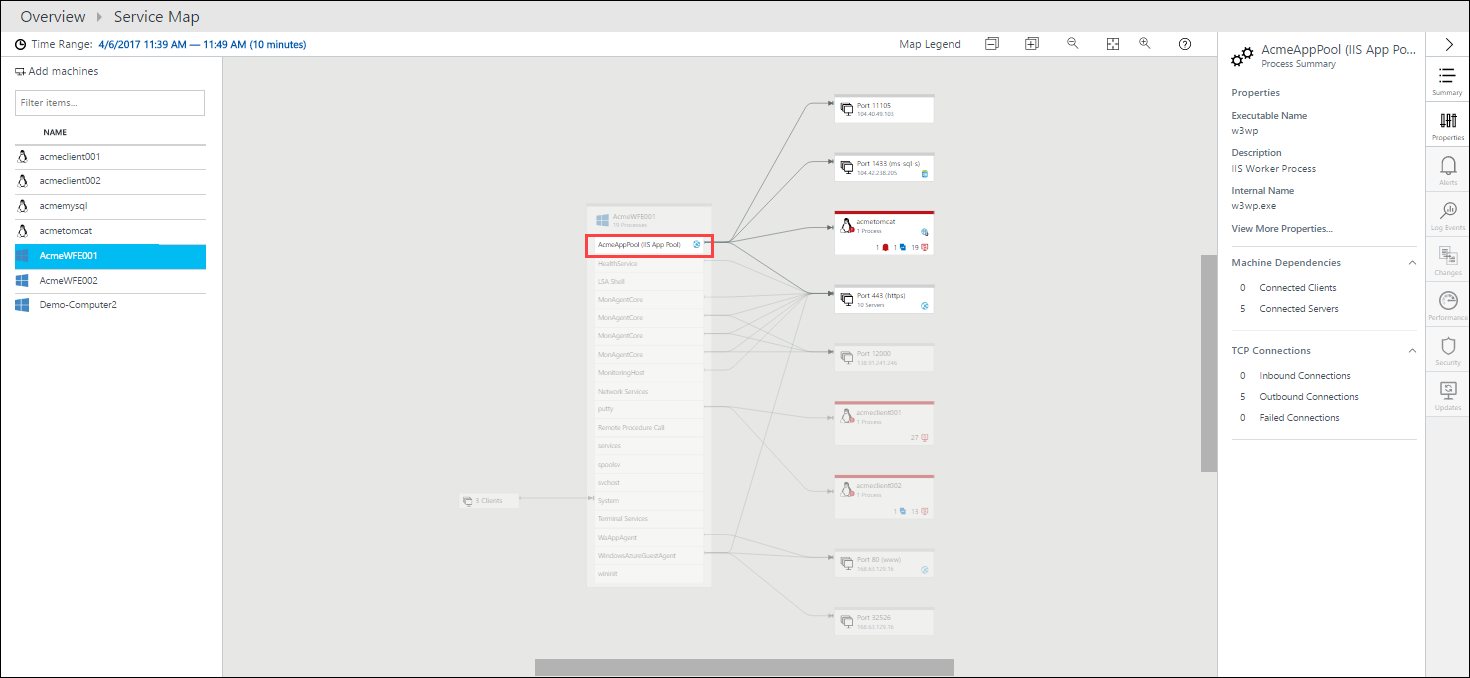 Overview Service Map
Time Range: 4/6/2017 11:39 AM — 11:49 AM (10 minutes)
Map Legend
Add machines
Filter items...
NAME
acmeclient001
acmeclient002
acmemysql
acmetomcat
AcmeWFE001
AcmeWFE002
Demo-Computer2
3 Clients
AcmeWFE001
19 Processes
AcmeAppPool (IIS App Pool)
HealthService
LSA Shell
MonAgentCore
MonAgentCore
MonAgentCore
MonAgentCore
MonitoringHost
Network Services
putty
Remote Procedure Call
services
spoolsv
svchost
System
Terminal Services
WaAppAgent
WindowsAzureGuestAgent
wininit
Port 11105
104.40.49.103
Port 1433 (ms-sql-s)
104.42.238.205
acmetomcat
1 Process
1 1 19
Port 443 (https)
10 Servers
Port 12000
138.91.241.246
acmeclient001
1 Process
27
acmeclient002
1 Process
1 15
Port 80 (www)
168.63.129.16
Port 32526
168.63.129.16
AcmeAppPool (IIS App Po...
Process Summary
Properties
Executable Name
w3wp
Description
IIS Worker Process
Internal Name
w3wp.exe
View More Properties...
Machine Dependencies
0 Connected Clients
5 Connected Servers
TCP Connections
0 Inbound Connections
5 Outbound Connections
0 Failed Connections
Summary
Properties
Alerts
Log Events
Changes
Performance
Security
Updates